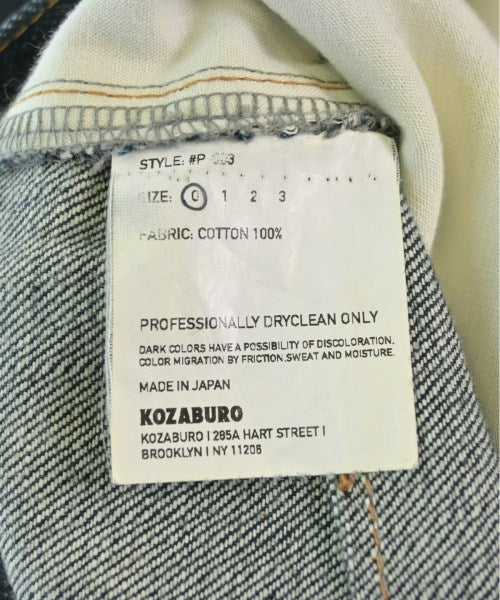 STYLE: #P
SIZE: 0 1 2 3
FABRIC: COTTON 100%
PROFESSIONALLY DRYCLEAN ONLY
DARK COLORS HAVE A POSSIBILITY OF DISCOLORATION.
COLOR MIGRATION BY FRICTION.SWEAT AND MOISTURE.
MADE IN JAPAN
KOZABURO
KOZABURO | 285A HART STREET |
BROOKLYN | NY 11206